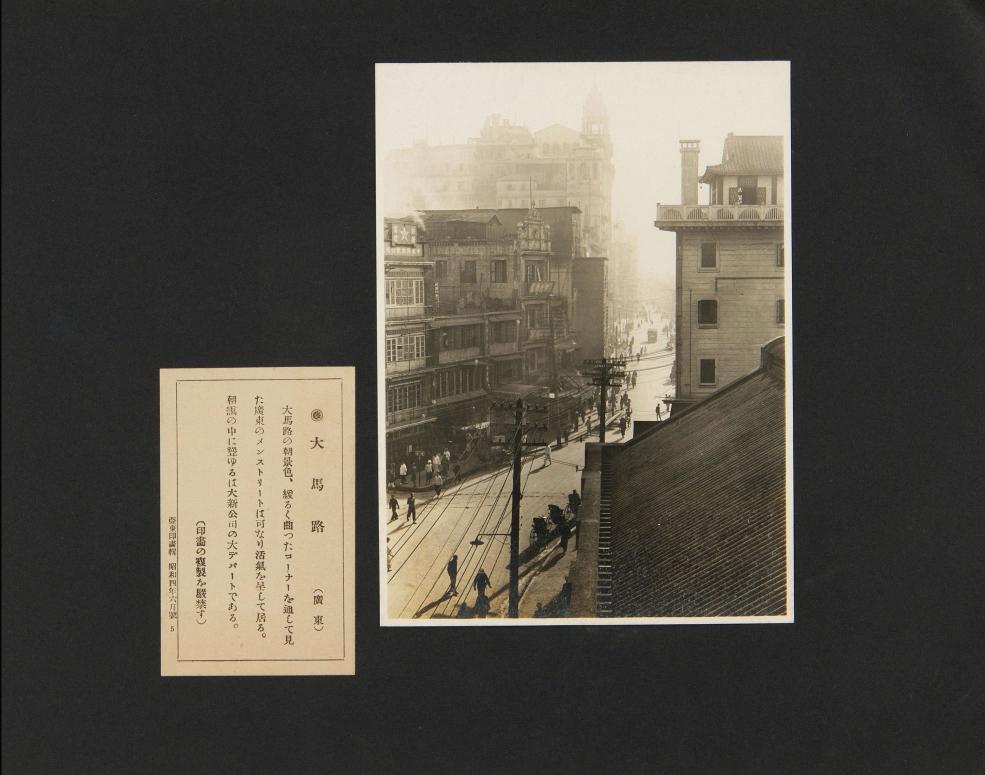 大馬路 (廣東)
大馬路の朝景色、緩るく曲つたコーナーを通して見
た廣東のメンストリートは可なり活氣を呈して居る。
朝靄の中に聳ゆるは大新公司の大デパートである。
(印畫の複製を嚴禁す)
亞東印畫輯 昭和四年六月號 5